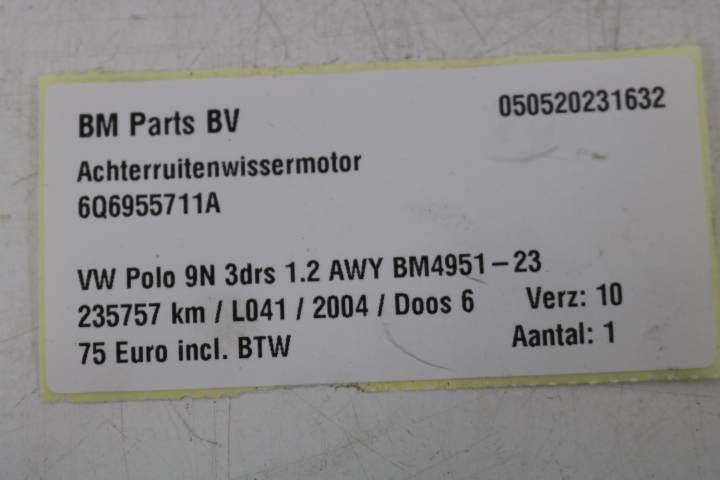 BM Parts BV 050520231632
Achterruitenwissermotor
6Q6955711A
VW Polo 9N 3drs 1.2 AWY BM4951-23
235757 km / L041 / 2004 / Doos 6 Verz: 10
75 Euro incl. BTW Aantal: 1